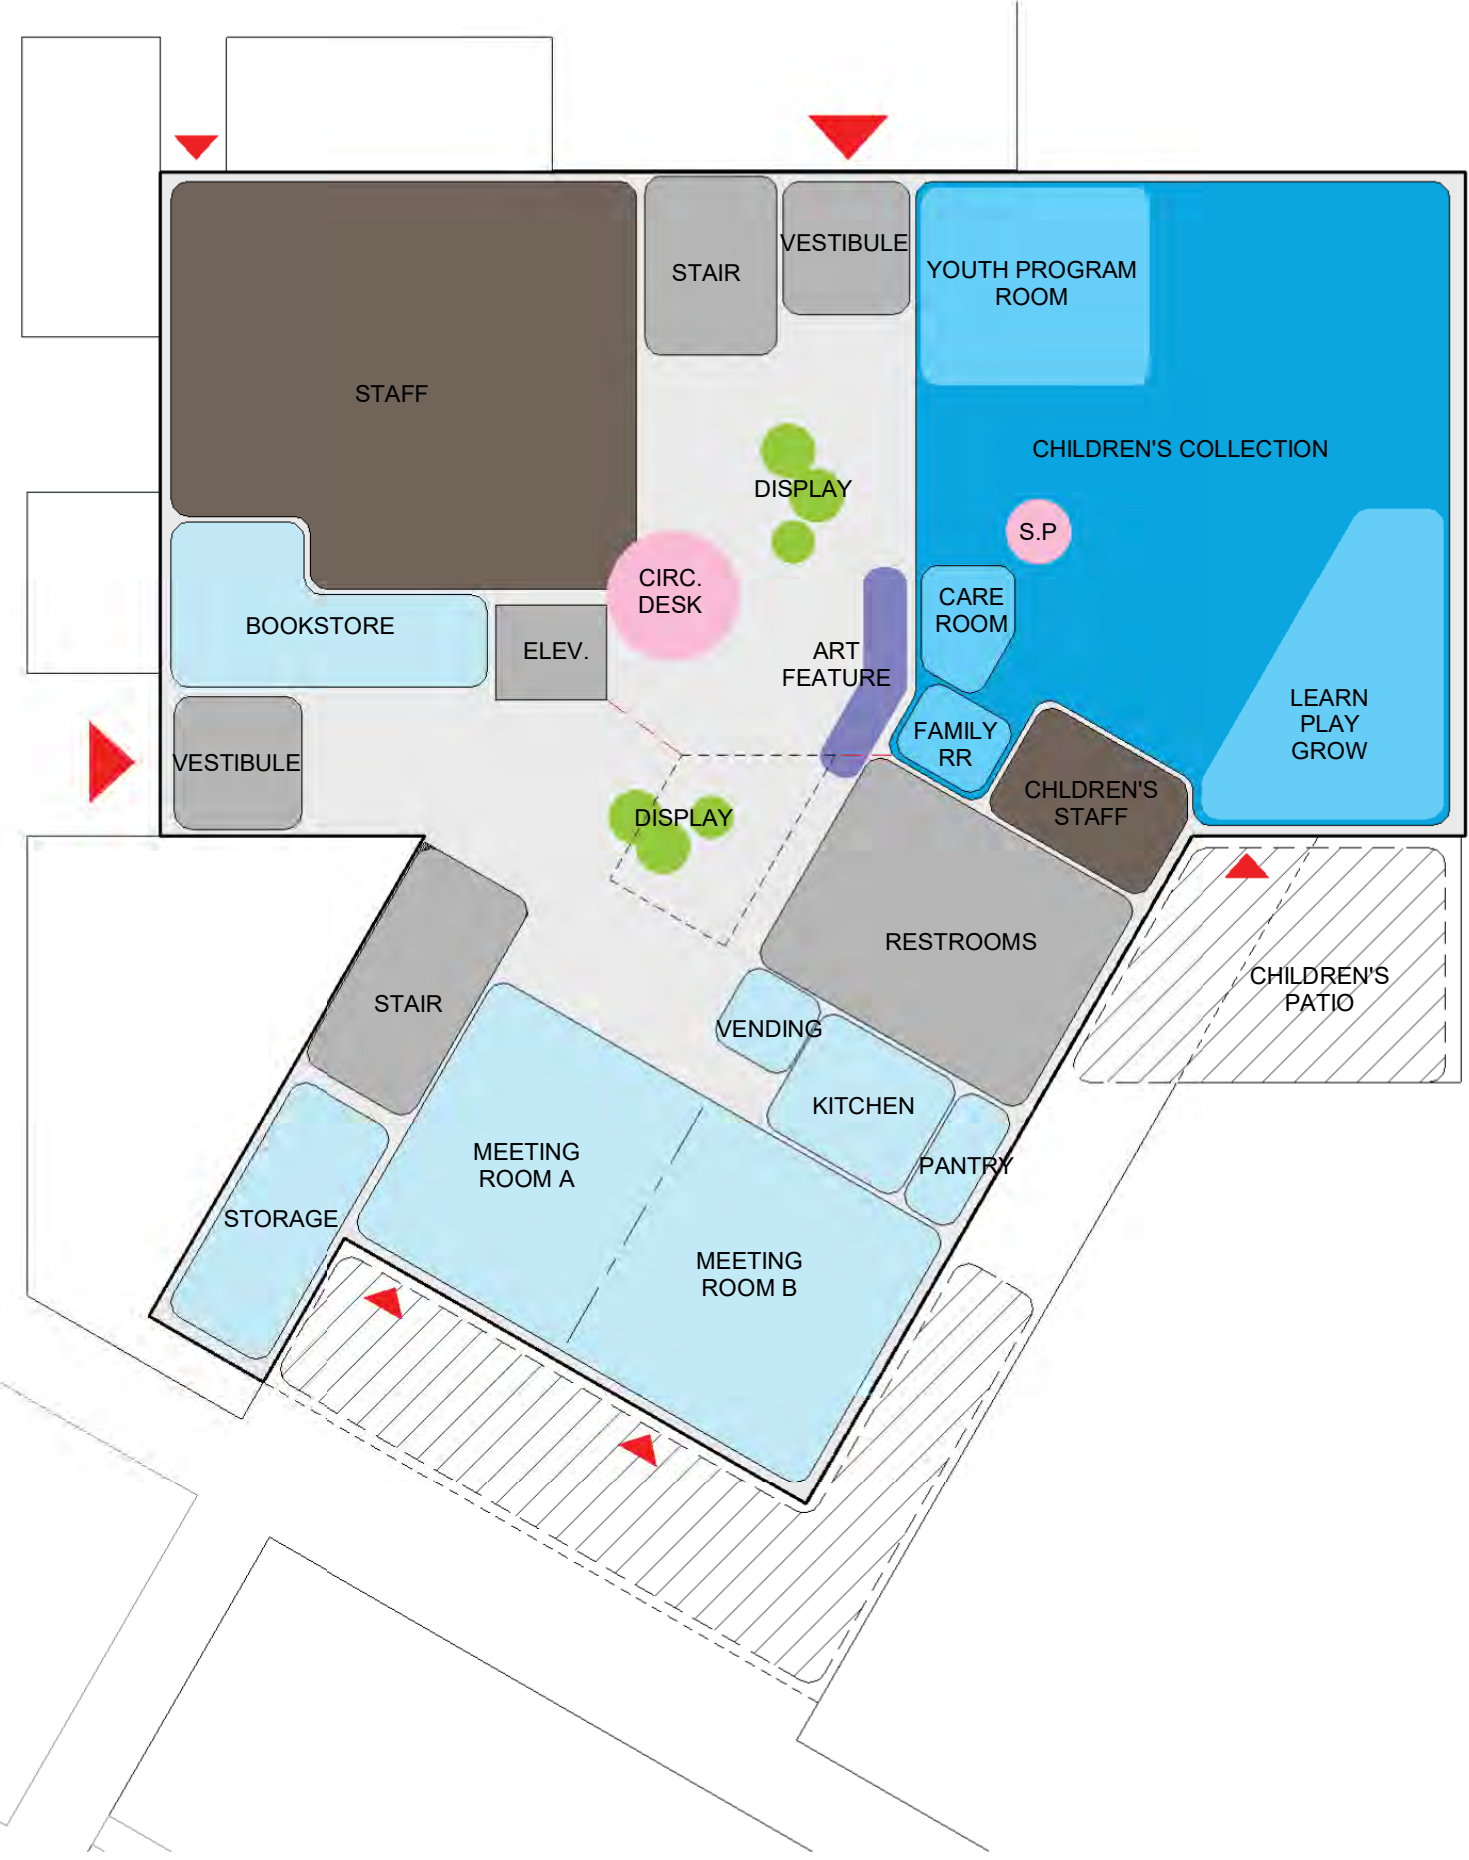 VESTIBULE
STAIR
YOUTH PROGRAM
ROOM
STAFF
CHILDREN'S COLLECTION
DISPLAY
S.P
CIRC.
DESK
CARE
ROOM
BOOKSTORE
ELEV.
ART
FEATURE
LEARN
PLAY
GROW
FAMILY
RR
VESTIBULE
CHLDREN'S
STAFF
DISPLAY
RESTROOMS
CHILDREN'S
PATIO
STAIR
VENDING
KITCHEN
MEETING
ROOM A
PANTRY
STORAGE
MEETING
ROOM B